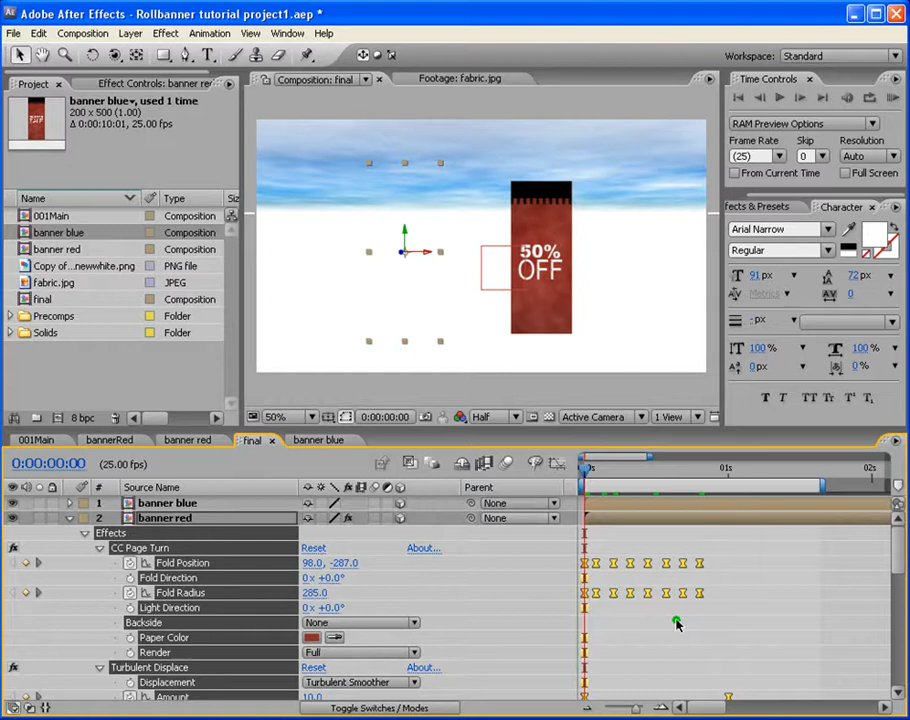 Adobe After Effects - Rollbanner tutorial project1.aep *
File Edit Composition Layer Effect Animation View Window Help
Workspace: Standard
Project × Effect Controls: banner re
Composition: final
Footage: fabric.jpg
Time Controls ×
banner blue, used 1 time
200 x 500 (1.00)
Δ 0:00:10:01, 25.00 fps
RAM Preview Options
Frame Rate Skip Resolution
(25) 0 Auto
From Current Time Full Screen
Name Type Siz
001Main Composition
banner blue Composition
banner red Composition
Copy of...newwhite.png PNG file
fabric.jpg JPEG
final Composition
Precomps Folder
Solids Folder
50%
OFF
ffects & Presets Character ×
Arial Narrow
Regular
91 px 72 px
Metrics 0
- px
100 % 100 %
0 px 0 %
T T TT Tr T¹ T₁
8 bpc
50% 0:00:00:00 Half Active Camera 1 View
001Main bannerRed banner red final × banner blue
0:00:00:00 (25.00 fps)
01s 02s
# Source Name Parent
1 banner blue None
2 banner red None
Effects
CC Page Turn Reset About...
Fold Position 98.0, -287.0
Fold Direction 0 x +0.0°
Fold Radius 285.0
Light Direction 0 x +0.0°
Backside None
Paper Color
Render Full
Turbulent Displace Reset About...
Displacement Turbulent Smoother
Amount 10.0
Toggle Switches / Modes